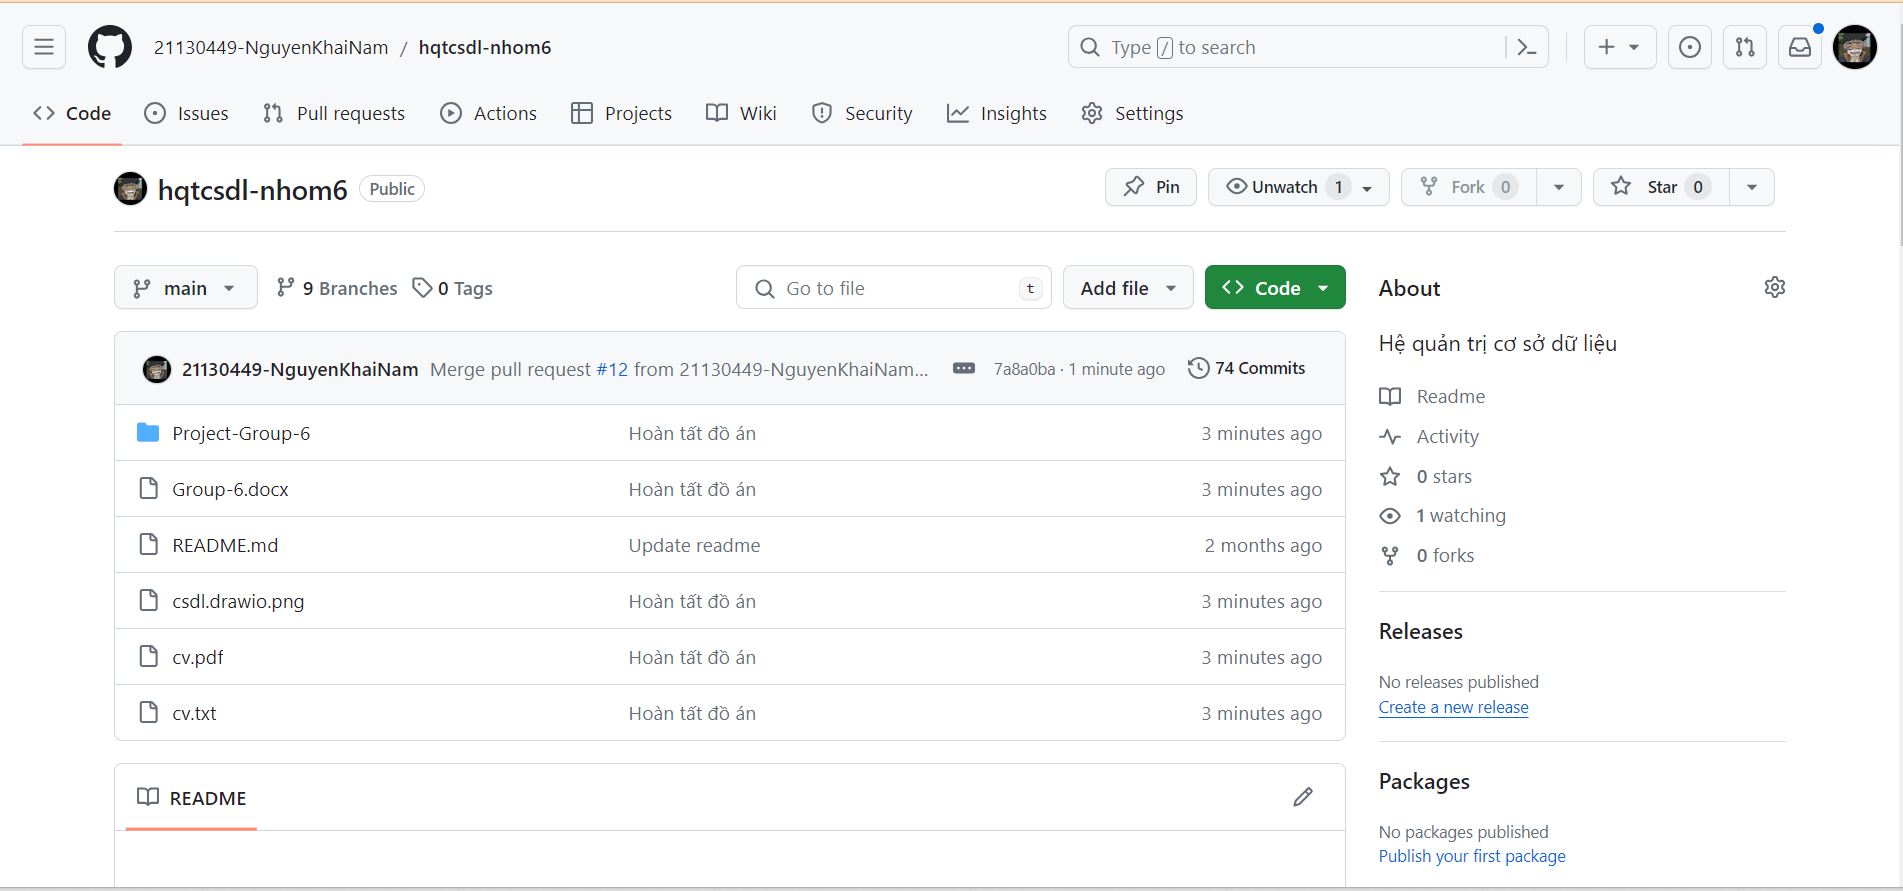 21130449-NguyenKhaiNam / hqtcsdl-nhom6
Type / to search
Code Issues Pull requests Actions Projects Wiki Security Insights Settings
hqtcsdl-nhom6 Public
Pin Unwatch 1 Fork 0 Star 0
main 9 Branches 0 Tags Go to file t Add file Code
About
Hệ quản trị cơ sở dữ liệu
21130449-NguyenKhaiNam Merge pull request #12 from 21130449-NguyenKhaiNam... 7a8a0ba · 1 minute ago 74 Commits
Project-Group-6 Hoàn tất đồ án 3 minutes ago
Group-6.docx Hoàn tất đồ án 3 minutes ago
README.md Update readme 2 months ago
csdl.drawio.png Hoàn tất đồ án 3 minutes ago
cv.pdf Hoàn tất đồ án 3 minutes ago
cv.txt Hoàn tất đồ án 3 minutes ago
README
Readme
Activity
0 stars
1 watching
0 forks
Releases
No releases published
Create a new release
Packages
No packages published
Publish your first package